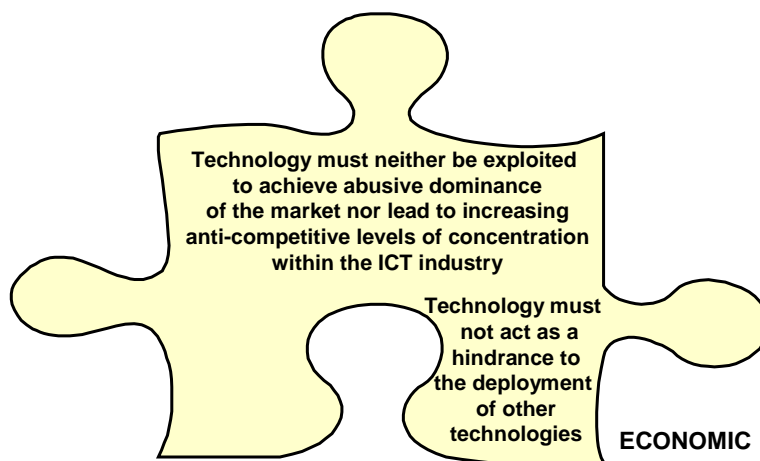 Technology must neither be exploited
to achieve abusive dominance
of the market nor lead to increasing
anti-competitive levels of concentration
within the ICT industry
Technology must
not act as a
hindrance to
the deployment
of other
technologies
ECONOMIC